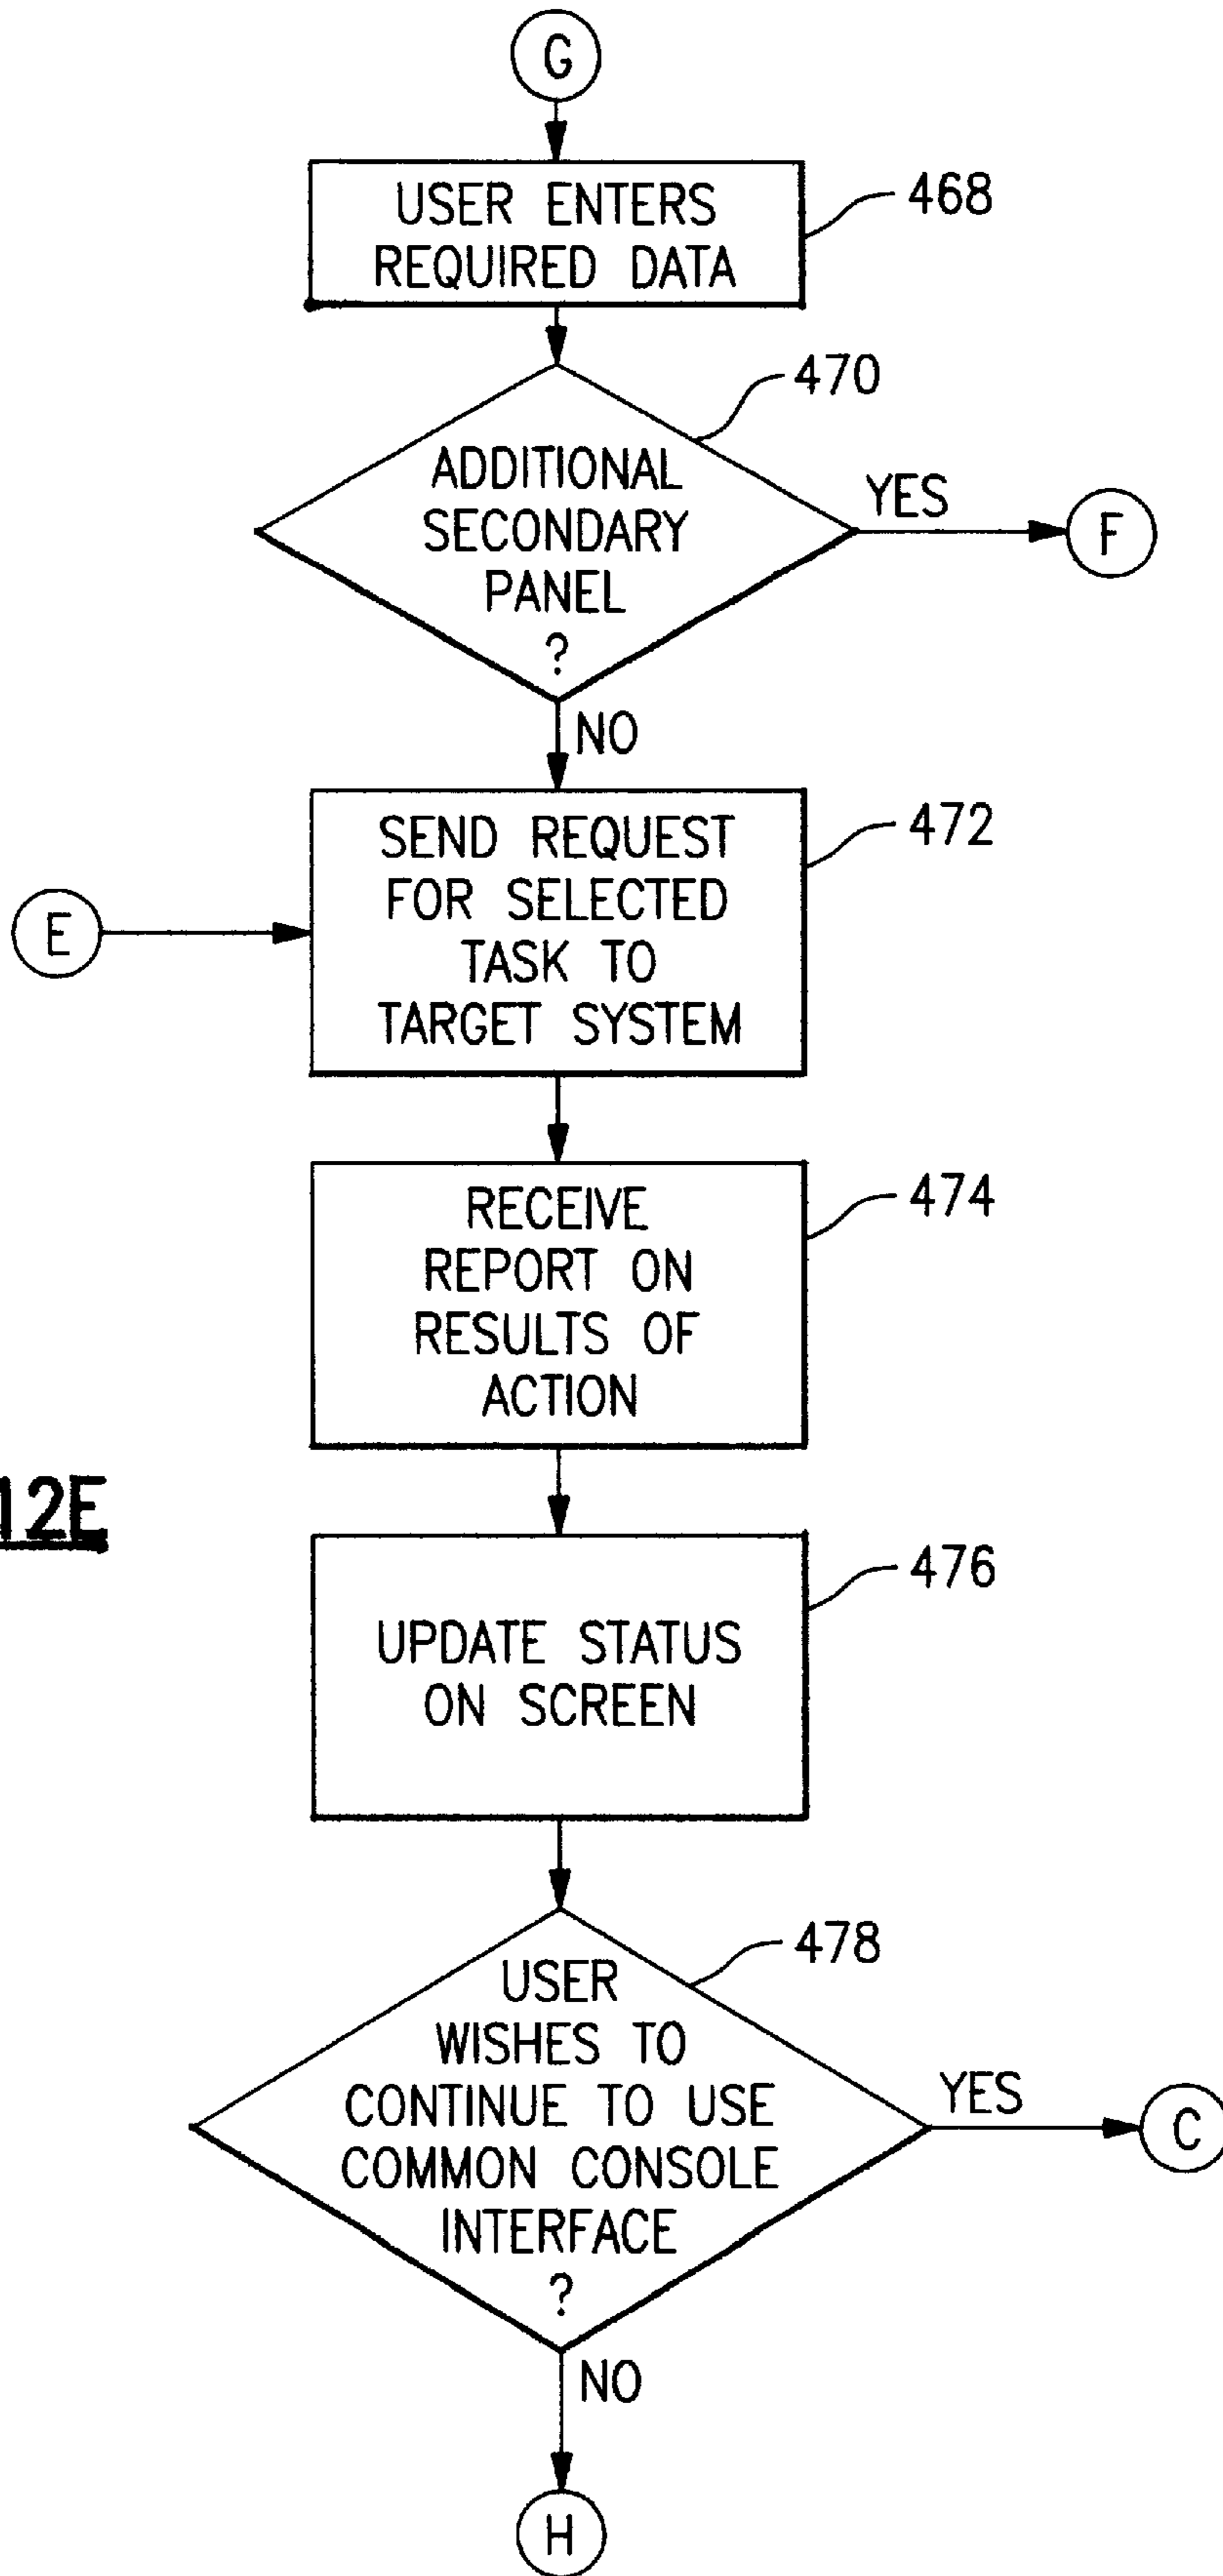 G
USER ENTERS
REQUIRED DATA
468
470
ADDITIONAL
SECONDARY
PANEL
?
YES
F
NO
SEND REQUEST
FOR SELECTED
TASK TO
TARGET SYSTEM
472
E
RECEIVE
REPORT ON
RESULTS OF
ACTION
474
12E
UPDATE STATUS
ON SCREEN
476
478
USER
WISHES TO
CONTINUE TO USE
COMMON CONSOLE
INTERFACE
?
YES
C
NO
H